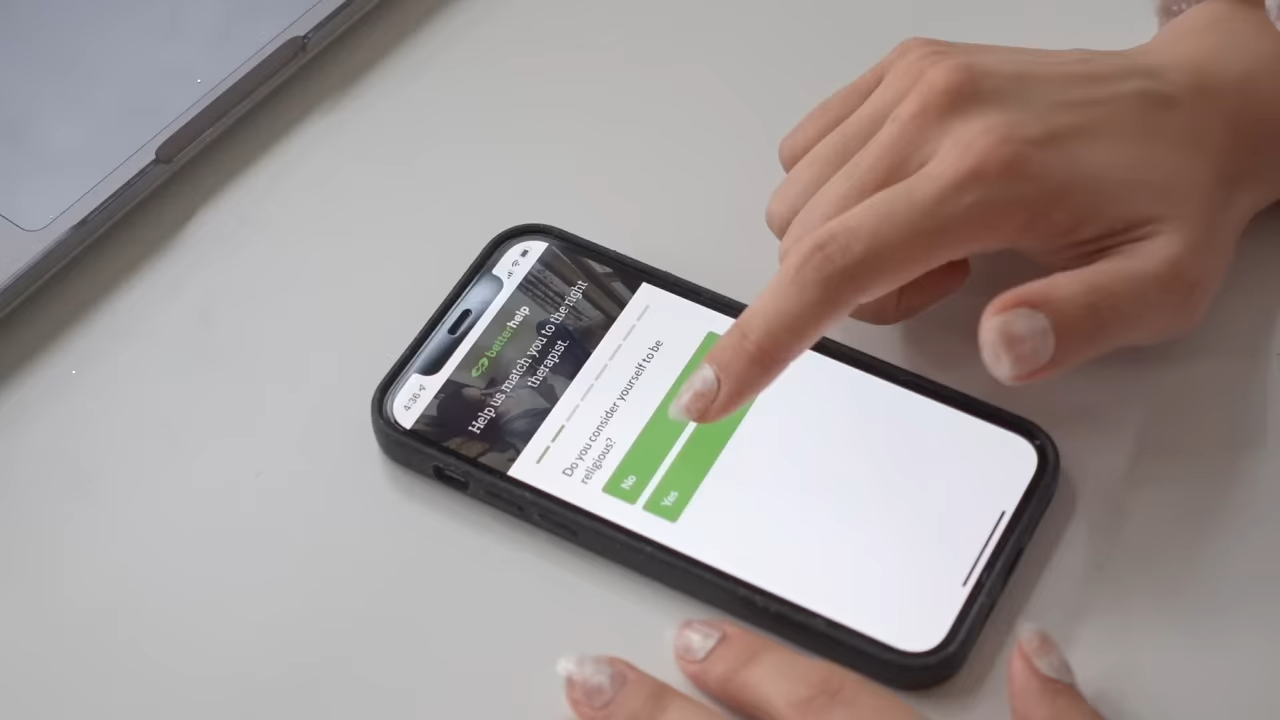 4:36
betterhelp
Help us match you to the right
therapist.
Do you consider yourself to be
religious?
No
Yes